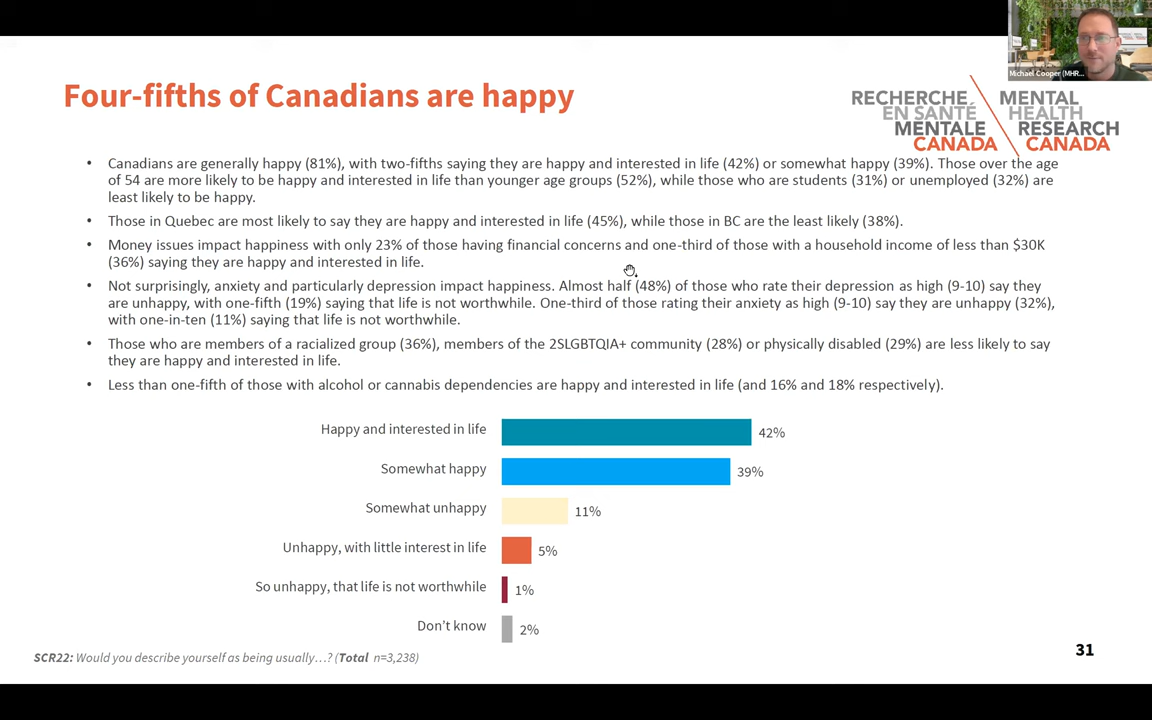 Michael Cooper (MHR...
Four-fifths of Canadians are happy
RECHERCHE
EN SANTÉ
MENTALE
CANADA
MENTAL
HEALTH
RESEARCH
CANADA
• Canadians are generally happy (81%), with two-fifths saying they are happy and interested in life (42%) or somewhat happy (39%). Those over the age
of 54 are more likely to be happy and interested in life than younger age groups (52%), while those who are students (31%) or unemployed (32%) are
least likely to be happy.
• Those in Quebec are most likely to say they are happy and interested in life (45%), while those in BC are the least likely (38%).
• Money issues impact happiness with only 23% of those having financial concerns and one-third of those with a household income of less than $30K
(36%) saying they are happy and interested in life.
• Not surprisingly, anxiety and particularly depression impact happiness. Almost half (48%) of those who rate their depression as high (9-10) say they
are unhappy, with one-fifth (19%) saying that life is not worthwhile. One-third of those rating their anxiety as high (9-10) say they are unhappy (32%),
with one-in-ten (11%) saying that life is not worthwhile.
• Those who are members of a racialized group (36%), members of the 2SLGBTQIA+ community (28%) or physically disabled (29%) are less likely to say
they are happy and interested in life.
• Less than one-fifth of those with alcohol or cannabis dependencies are happy and interested in life (and 16% and 18% respectively).
Happy and interested in life 42%
Somewhat happy 39%
Somewhat unhappy 11%
Unhappy, with little interest in life 5%
So unhappy, that life is not worthwhile 1%
Don't know 2%
SCR22: Would you describe yourself as being usually…? (Total n=3,238)
31